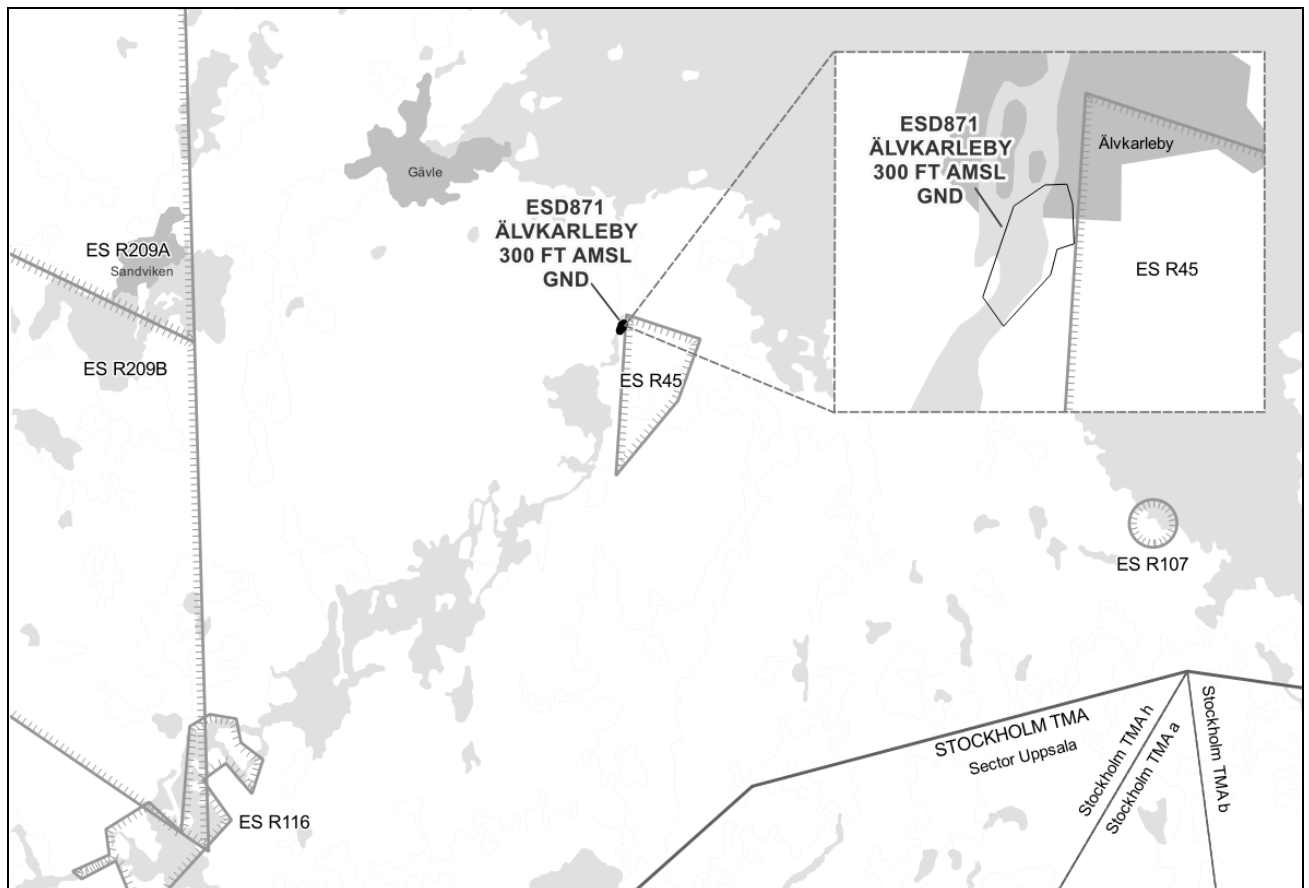 ESD871
ÄLVKARLEBY
300 FT AMSL
GND
Älvkarleby
ES R45
Gävle
ESD871
ÄLVKARLEBY
300 FT AMSL
GND
ES R209A
Sandviken
ES R209B
ES R45
ES R107
STOCKHOLM TMA
Sector Uppsala
Stockholm TMA h
Stockholm TMA a
Stockholm TMA b
ES R116